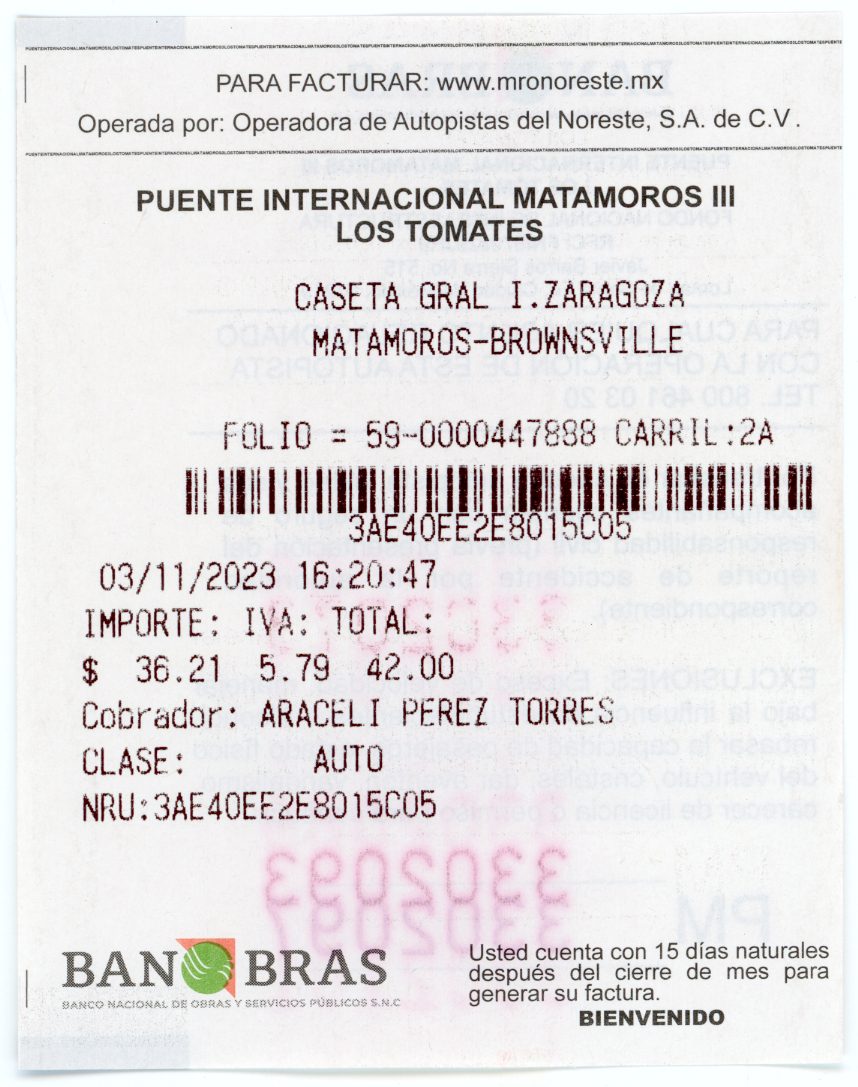 PARA FACTURAR: www.mronoreste.mx
Operada por: Operadora de Autopistas del Noreste, S.A. de C.V.
PUENTE INTERNACIONAL MATAMOROS III
LOS TOMATES
CASETA GRAL I.ZARAGOZA
MATAMOROS-BROWNSVILLE
FOLIO = 59-0000447888 CARRIL:2A
3AE40EE2E8015C05
03/11/2023 16:20:47
IMPORTE: IVA: TOTAL:
$ 36.21 5.79 42.00
Cobrador: ARACELI PEREZ TORRES
CLASE: AUTO
NRU:3AE40EE2E8015C05
3302093
3302097
BANOBRAS
BANCO NACIONAL DE OBRAS Y SERVICIOS PÚBLICOS S.N.C
Usted cuenta con 15 días naturales
después del cierre de mes para
generar su factura.
BIENVENIDO